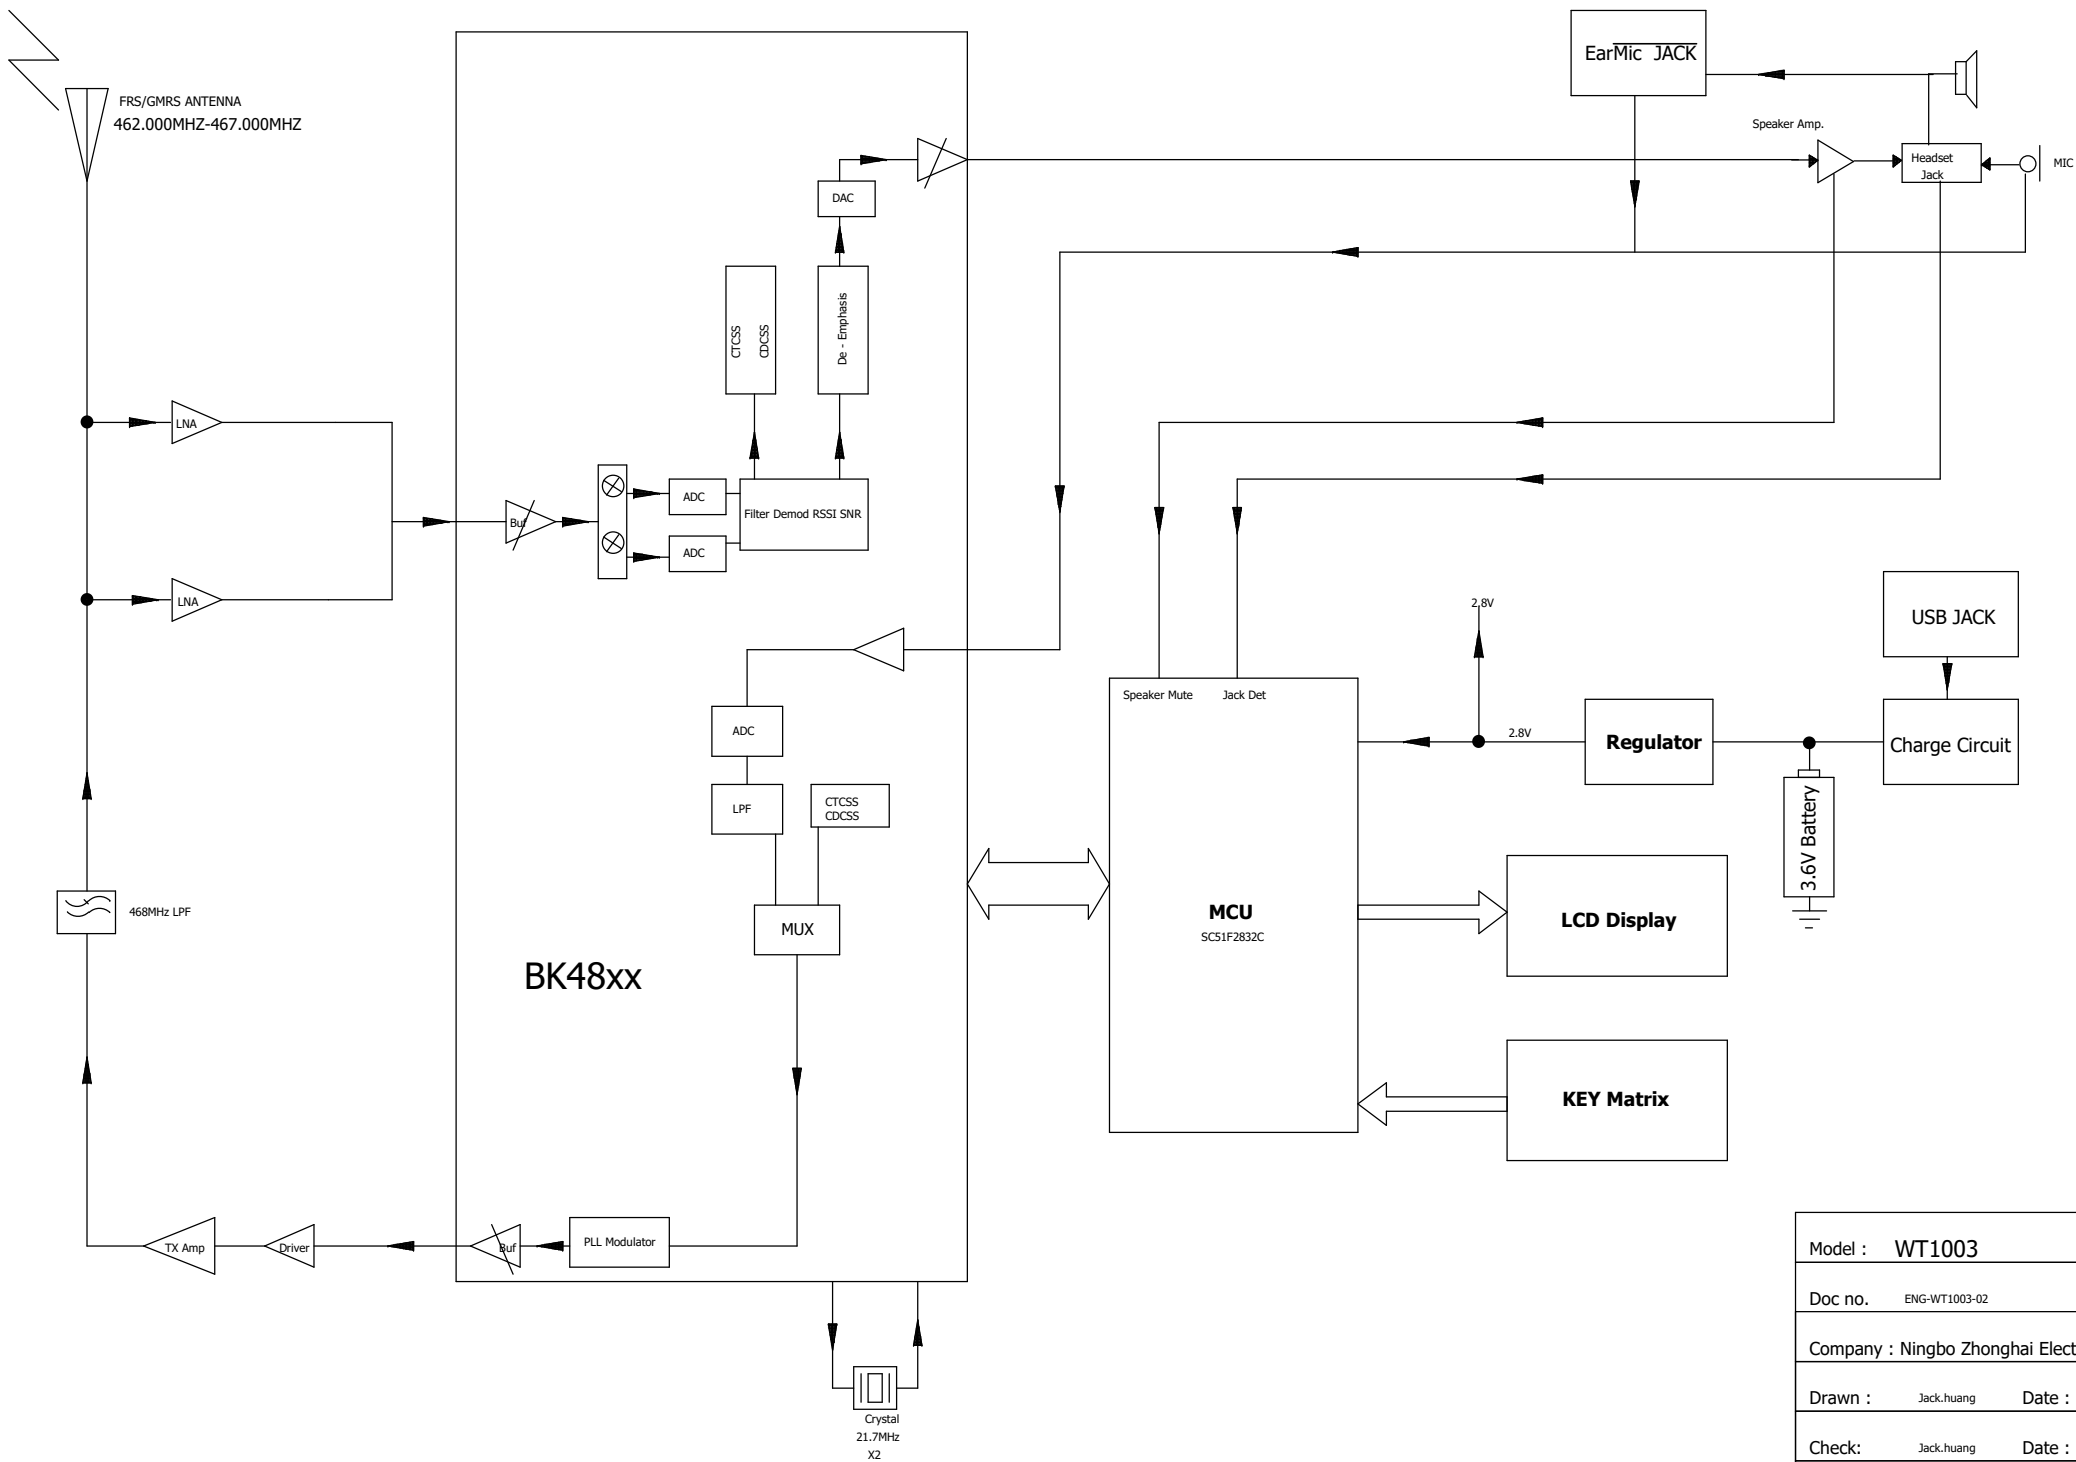 EarMic JACK
FRS/GMRS ANTENNA
462.000MHZ-467.000MHZ
Speaker Amp.
Headset
Jack
MIC
DAC
CTCSS
CDCSS
De - Emphasis
LNA
Buf
ADC
Filter Demod RSSI SNR
ADC
LNA
2.8V
USB JACK
Speaker Mute
Jack Det
ADC
2.8V
Regulator
Charge Circuit
LPF
CTCSS
CDCSS
3.6V Battery
468MHz LPF
MUX
MCU
SC51F2832C
LCD Display
BK48xx
KEY Matrix
TX Amp
Driver
Buf
PLL Modulator
Crystal
21.7MHz
X2
Model : WT1003
Doc no. ENG-WT1003-02
Company : Ningbo Zhonghai Elect
Drawn : Jack.huang Date :
Check: Jack.huang Date :